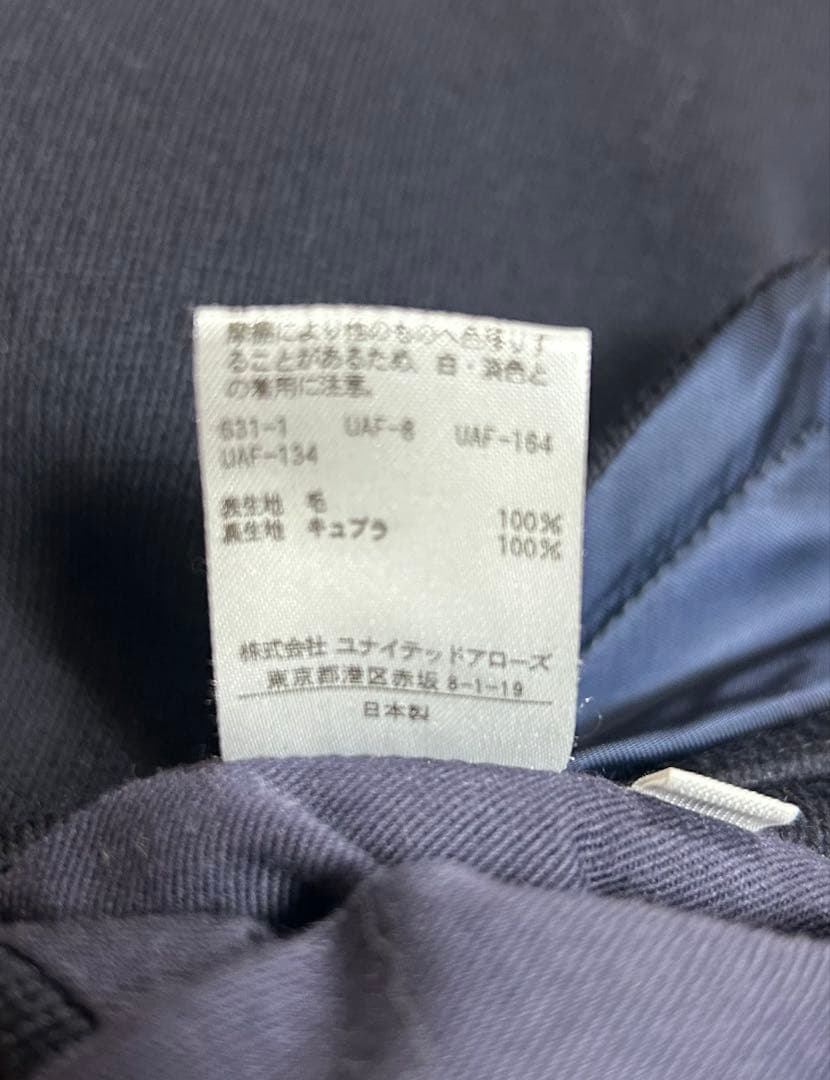 摩擦により他のものへ色移りす
ることがあるため、白・淡色と
の着用に注意。
631-1 UAF-8 UAF-164
UAF-134
表生地 毛 100%
裏生地 キュプラ 100%
株式会社 ユナイテッドアローズ
東京都港区赤坂 8-1-19
日本製